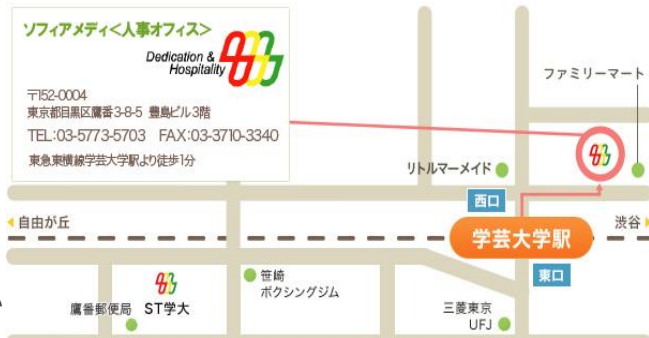 ソフィアメディ<人事オフィス>
Dedication &
Hospitality
〒152-0004
東京都目黒区鷹番3-8-5 豊島ビル3階
TEL:03-5773-5703 FAX:03-3710-3340
東急東横線学芸大学駅より徒歩1分
ファミリーマート
リトルマーメイド
西口
自由が丘
学芸大学駅
渋谷
東口
笹崎
ボクシングジム
鷹番郵便局
ST学大
三菱東京
UFJ